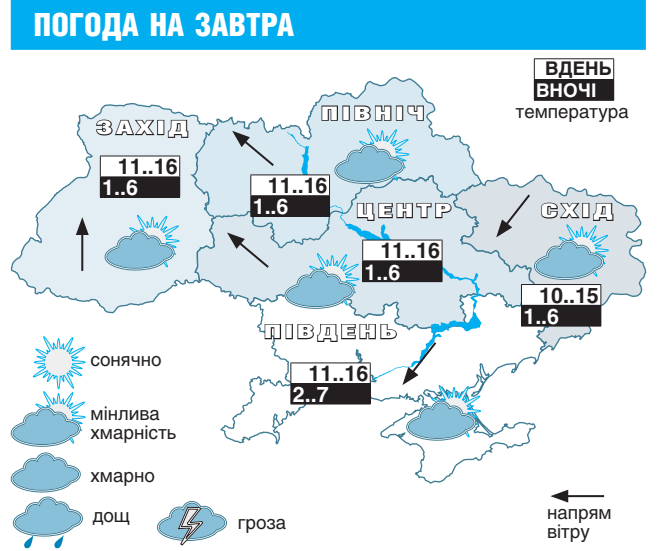 ПОГОДА НА ЗАВТРА
ВДЕНЬ
ВНОЧІ
температура
ЗАХІД
11..16
1..6
ПІВНІЧ
11..16
1..6
ЦЕНТР
11..16
1..6
СХІД
10..15
1..6
ПІВДЕНЬ
11..16
2..7
сонячно
мінлива
хмарність
хмарно
дощ
гроза
напрям
вітру